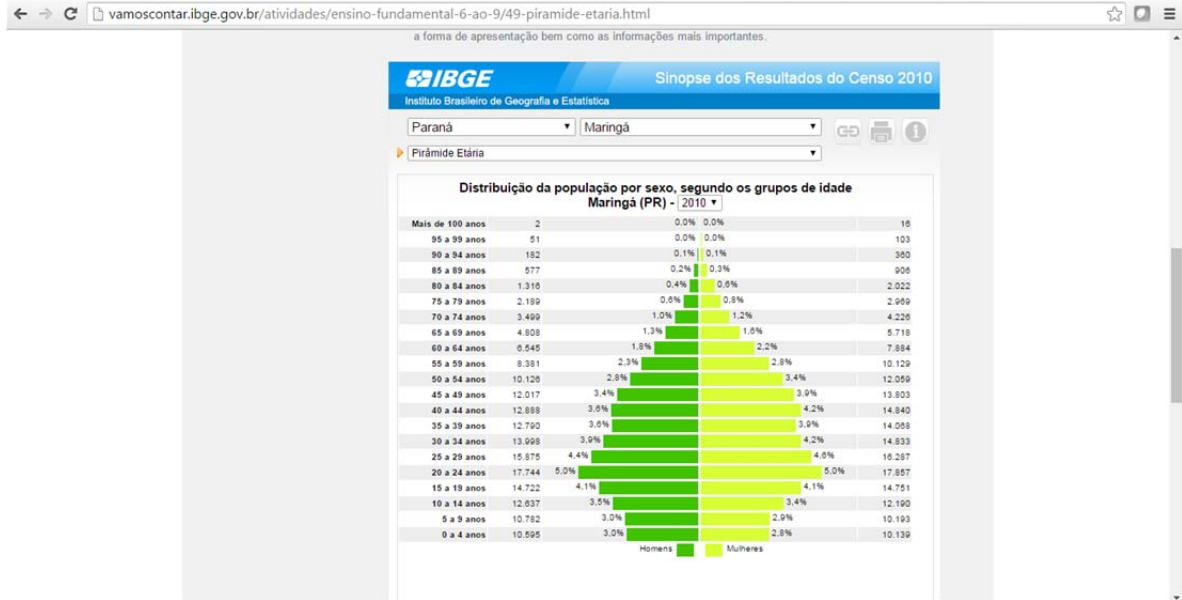 vamoscontar.ibge.gov.br/atividades/ensino-fundamental-6-ao-9/49-piramide-etaria.html
a forma de apresentação bem como as informações mais importantes.
IBGE Sinopse dos Resultados do Censo 2010
Instituto Brasileiro de Geografia e Estatística
Paraná Maringá
Pirâmide Etária
Distribuição da população por sexo, segundo os grupos de idade
Maringá (PR) - 2010
Mais de 100 anos 2 0,0% 0,0% 16
95 a 99 anos 51 0,0% 0,0% 103
90 a 94 anos 182 0,1% 0,1% 360
85 a 89 anos 577 0,2% 0,3% 906
80 a 84 anos 1.316 0,4% 0,6% 2.022
75 a 79 anos 2.189 0,6% 0,8% 2.969
70 a 74 anos 3.499 1,0% 1,2% 4.226
65 a 69 anos 4.808 1,3% 1,6% 5.718
60 a 64 anos 6.545 1,8% 2,2% 7.884
55 a 59 anos 8.381 2,3% 2,8% 10.129
50 a 54 anos 10.126 2,8% 3,4% 12.059
45 a 49 anos 12.017 3,4% 3,9% 13.803
40 a 44 anos 12.888 3,6% 4,2% 14.840
35 a 39 anos 12.790 3,6% 3,9% 14.068
30 a 34 anos 13.998 3,9% 4,2% 14.833
25 a 29 anos 15.875 4,4% 4,6% 16.287
20 a 24 anos 17.744 5,0% 5,0% 17.857
15 a 19 anos 14.722 4,1% 4,1% 14.751
10 a 14 anos 12.637 3,5% 3,4% 12.190
5 a 9 anos 10.782 3,0% 2,9% 10.193
0 a 4 anos 10.595 3,0% 2,8% 10.139
Homens Mulheres